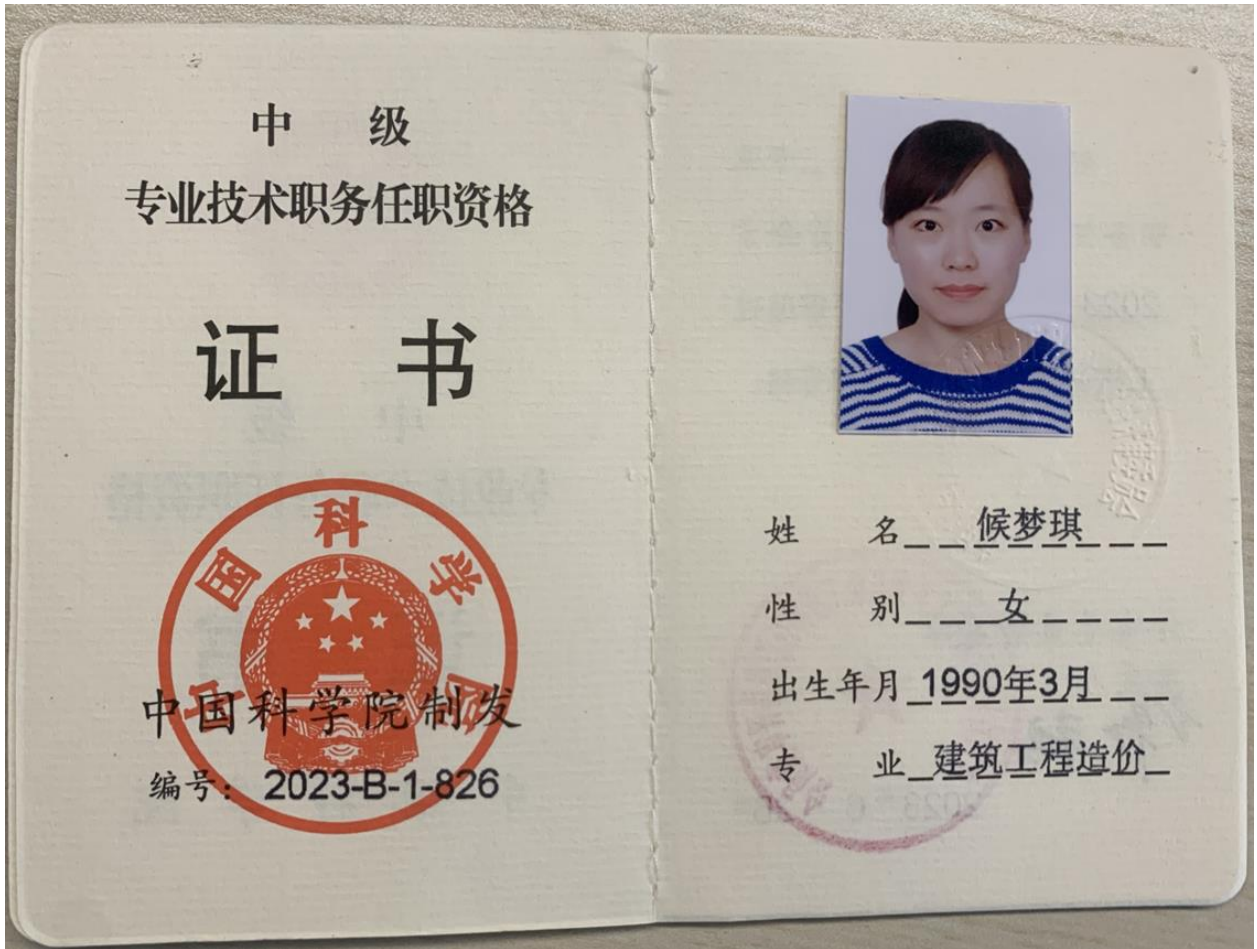 中 级
专业技术职务任职资格
证 书
中国科学院
中国科学院制发
编号: 2023-B-1-826
姓 名 候梦琪
性 别 女
出生年月 1990年3月
专 业 建筑工程造价